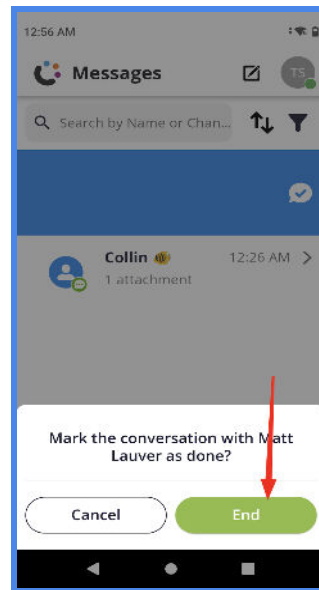 12:56 AM
Messages
TS
Search by Name or Chan...
Collin 🐠 12:26 AM
1 attachment
Mark the conversation with Matt
Lauver as done?
Cancel End